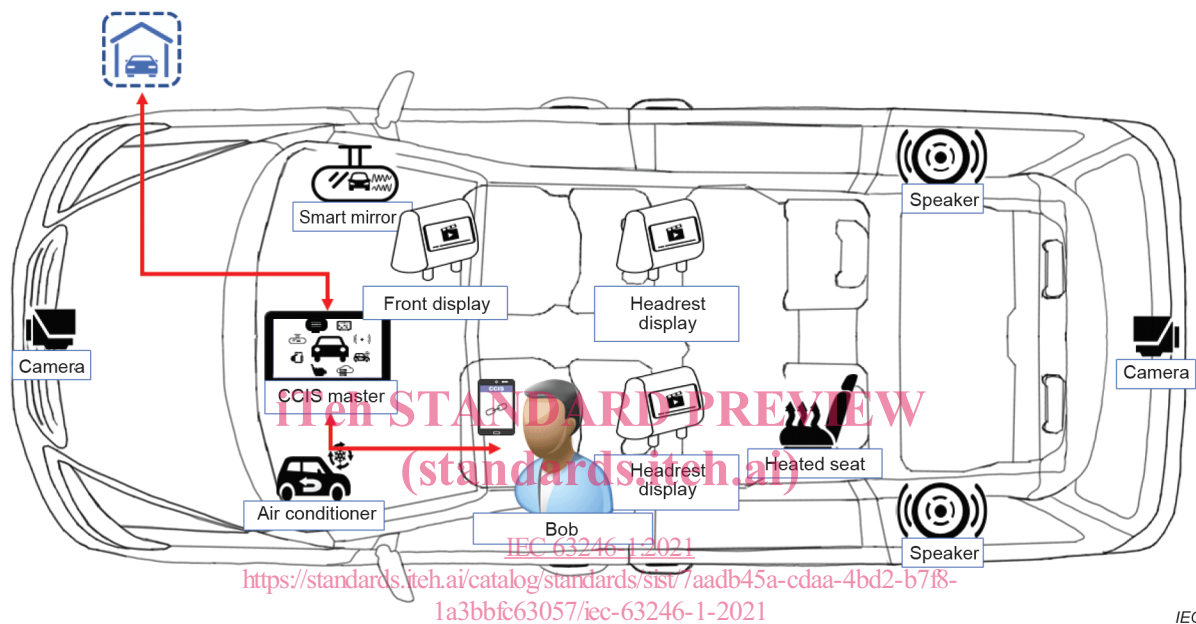 Smart mirror
Speaker
Front display
Headrest
display
Camera
CCIS master
CCIS
Camera
iTeh STANDARD PREVIEW
(standards.iteh.ai)
Heated seat
Headrest
display
Air conditioner
Bob
Speaker
IEC 63246-1:2021
https://standards.iteh.ai/catalog/standards/sist/7aadb45a-cdaa-4bd2-b7f8-
1a3bbfc63057/iec-63246-1-2021
IEC